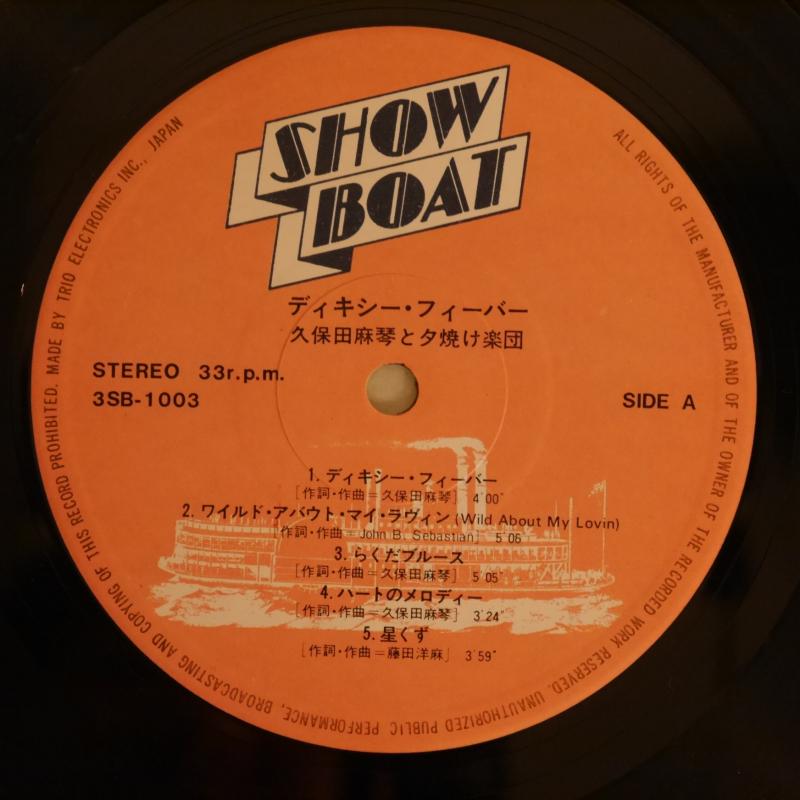 SHOW
BOAT
ディキシー・フィーバー
久保田麻琴と夕焼け楽団
STEREO 33r.p.m.
3SB-1003
SIDE A
1. ディキシー・フィーバー
[作詞・作曲=久保田麻琴] 4'00"
2. ワイルド・アバウト・マイ・ラヴィン (Wild About My Lovin)
[作詞・作曲=John B. Sebastian] 5'06"
3. らくだブルース
[作詞・作曲=久保田麻琴] 5'05"
4. ハートのメロディー
[作詞・作曲=久保田麻琴] 3'24"
5. 星くず
[作詞・作曲=藤田洋麻] 3'59"
ALL RIGHTS OF THE MANUFACTURER AND OF THE OWNER OF THE RECORDED WORK RESERVED. UNAUTHORIZED PUBLIC PERFORMANCE, BROADCASTING AND COPYING OF THIS RECORD PROHIBITED. MADE BY TRIO ELECTRONICS INC., JAPAN